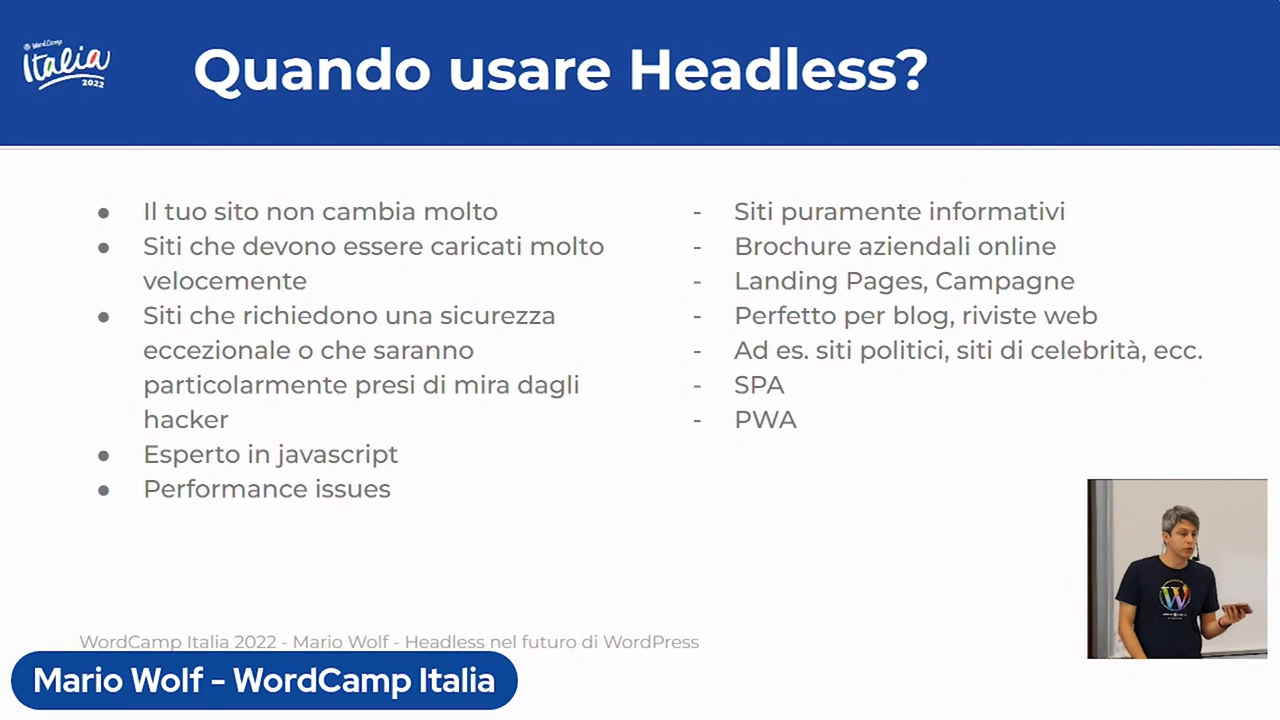 WordCamp
Italia
2022
Quando usare Headless?
● Il tuo sito non cambia molto
● Siti che devono essere caricati molto
velocemente
● Siti che richiedono una sicurezza
eccezionale o che saranno
particolarmente presi di mira dagli
hacker
● Esperto in javascript
● Performance issues
- Siti puramente informativi
- Brochure aziendali online
- Landing Pages, Campagne
- Perfetto per blog, riviste web
- Ad es. siti politici, siti di celebrità, ecc.
- SPA
- PWA
WordCamp Italia 2022 - Mario Wolf - Headless nel futuro di WordPress
Mario Wolf - WordCamp Italia